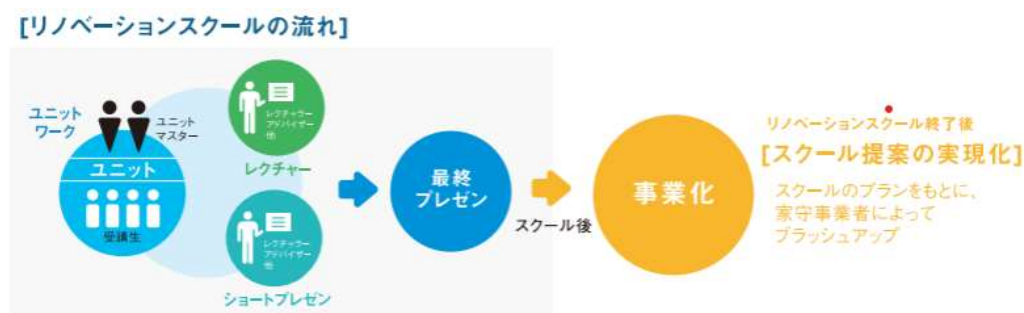 [リノベーションスクールの流れ]
ユニット
ワーク
ユニット
マスター
ユニット
受講生
レクチャラー
アドバイザー
他
レクチャー
レクチャラー
アドバイザー
他
ショートプレゼン
最終
プレゼン
スクール後
事業化
リノベーションスクール終了後
[スクール提案の実現化]
スクールのプランをもとに、
家守事業者によって
ブラッシュアップ